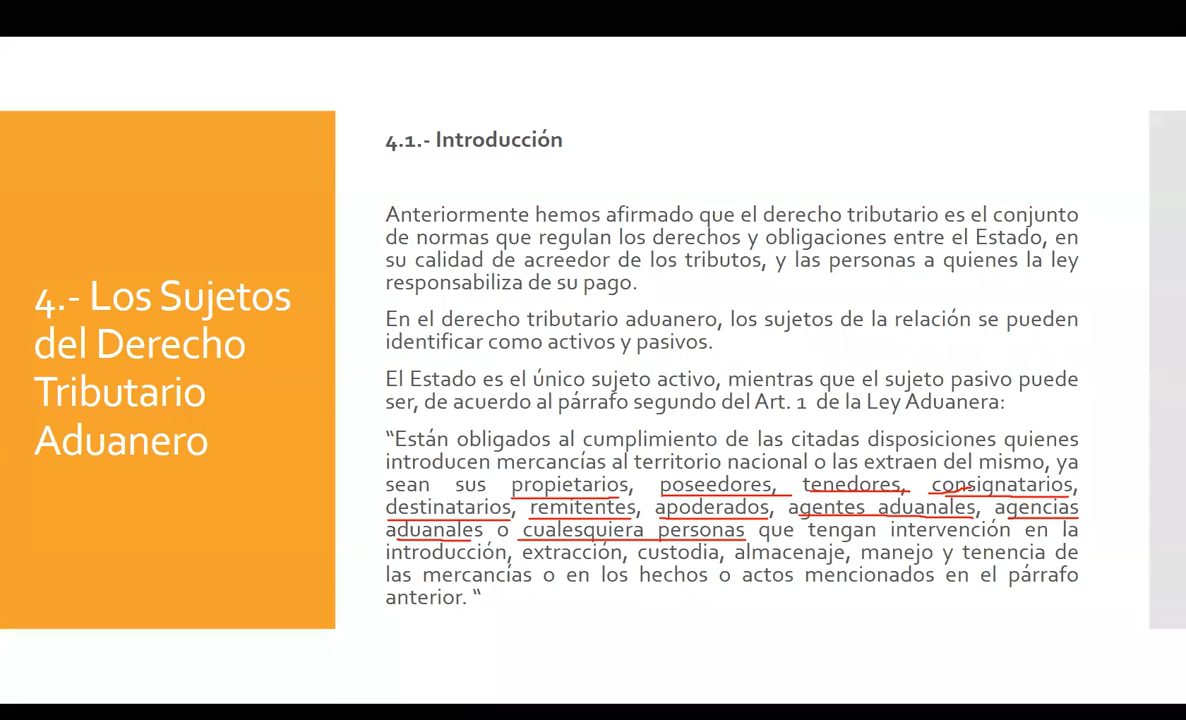 4.- Los Sujetos
del Derecho
Tributario
Aduanero
4.1.- Introducción
Anteriormente hemos afirmado que el derecho tributario es el conjunto
de normas que regulan los derechos y obligaciones entre el Estado, en
su calidad de acreedor de los tributos, y las personas a quienes la ley
responsabiliza de su pago.
En el derecho tributario aduanero, los sujetos de la relación se pueden
identificar como activos y pasivos.
El Estado es el único sujeto activo, mientras que el sujeto pasivo puede
ser, de acuerdo al párrafo segundo del Art. 1 de la Ley Aduanera:
“Están obligados al cumplimiento de las citadas disposiciones quienes
introducen mercancías al territorio nacional o las extraen del mismo, ya
sean sus propietarios, poseedores, tenedores, consignatarios,
destinatarios, remitentes, apoderados, agentes aduanales, agencias
aduanales o cualesquiera personas que tengan intervención en la
introducción, extracción, custodia, almacenaje, manejo y tenencia de
las mercancías o en los hechos o actos mencionados en el párrafo
anterior. “